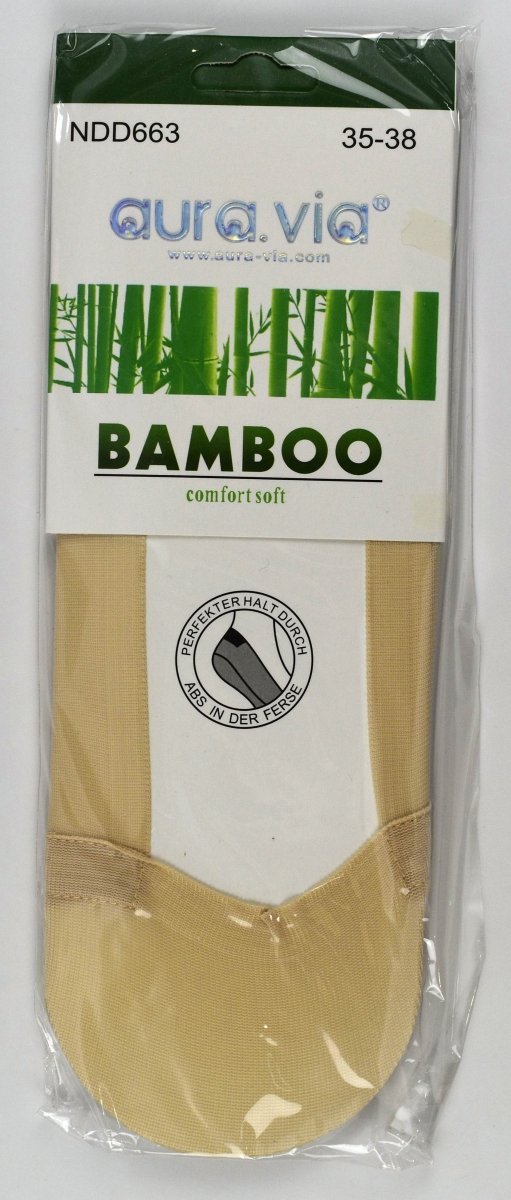 NDD663 35-38
aura.via®
www.aura-via.com
BAMBOO
comfort soft
PERFEKTER HALT DURCH
ABS IN DER FERSE